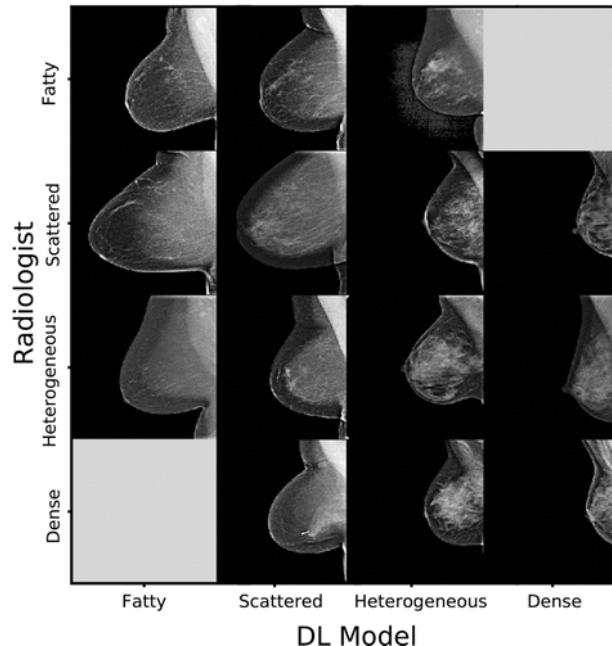 Radiologist
Fatty
Scattered
Heterogeneous
Dense
Fatty Scattered Heterogeneous Dense
DL Model